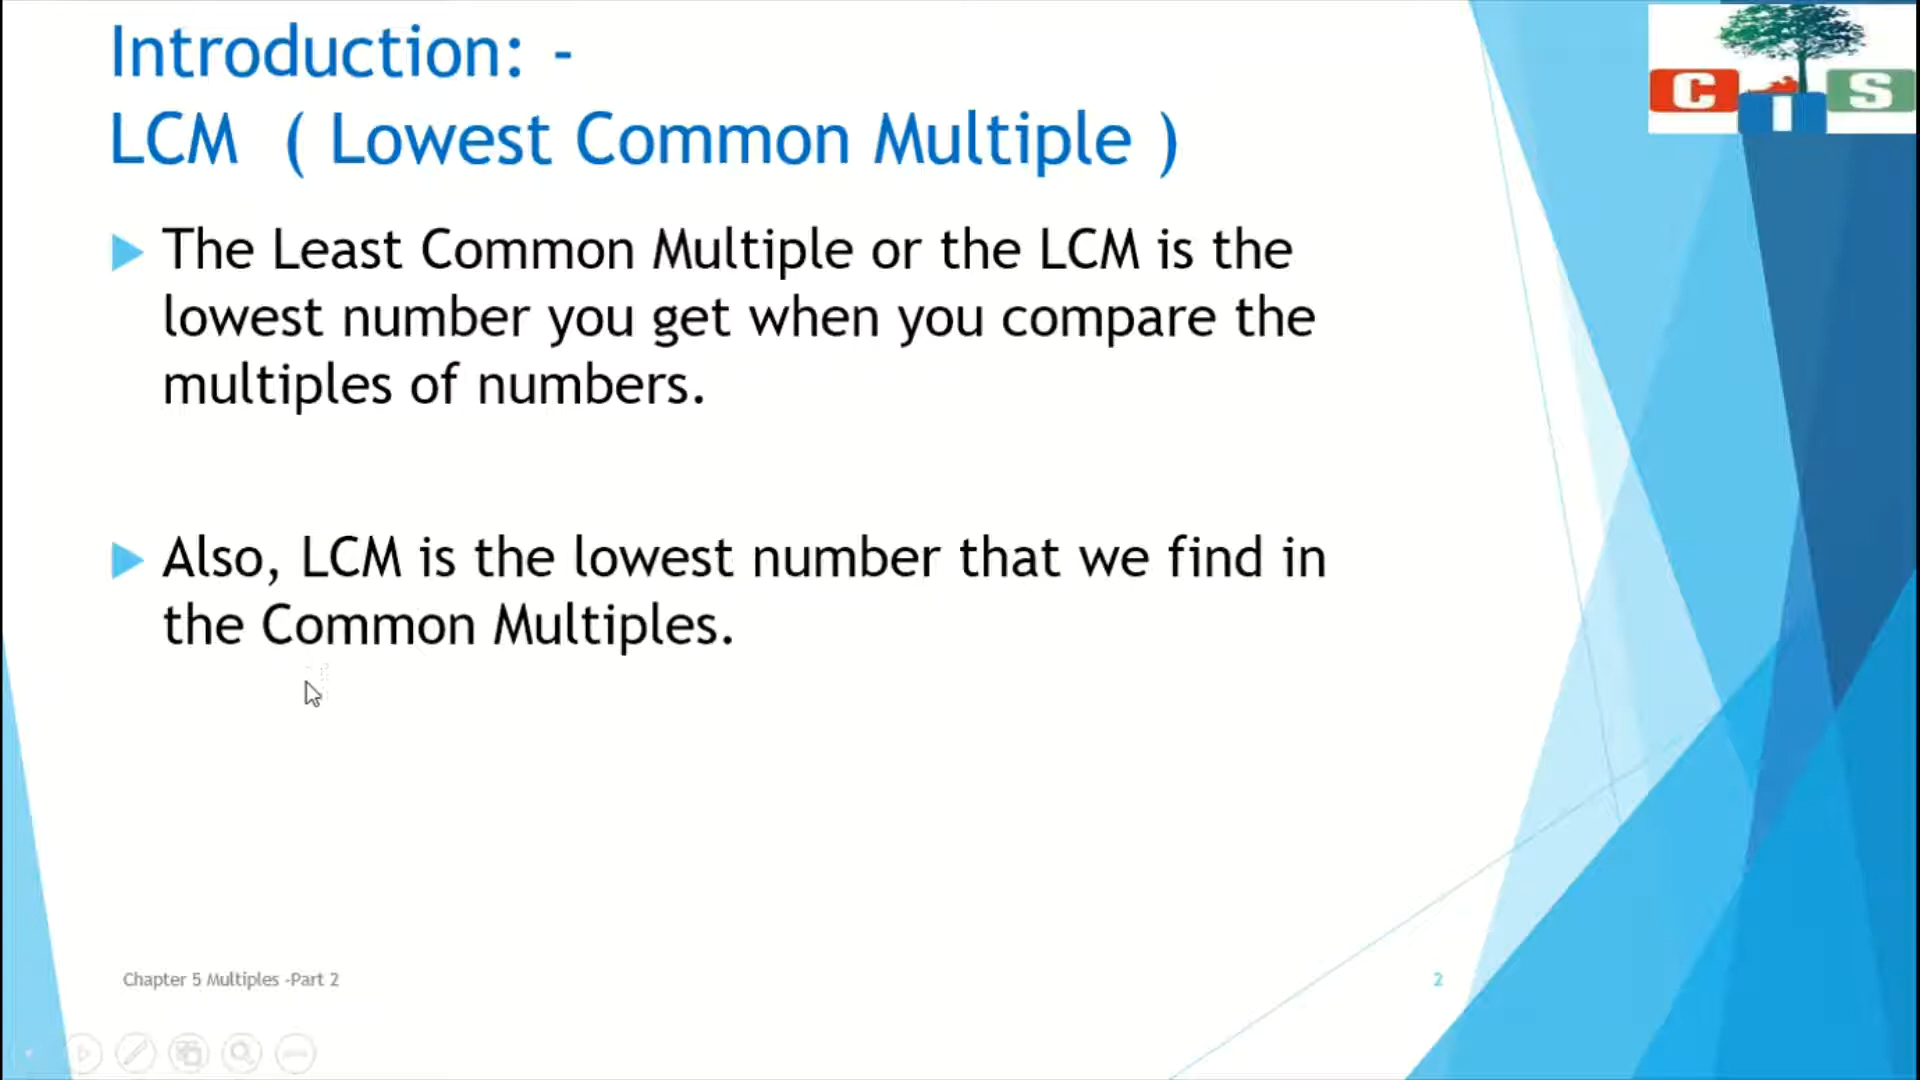 Introduction: -
LCM ( Lowest Common Multiple )
The Least Common Multiple or the LCM is the
lowest number you get when you compare the
multiples of numbers.
Also, LCM is the lowest number that we find in
the Common Multiples.
Chapter 5 Multiples -Part 2
2
C I S